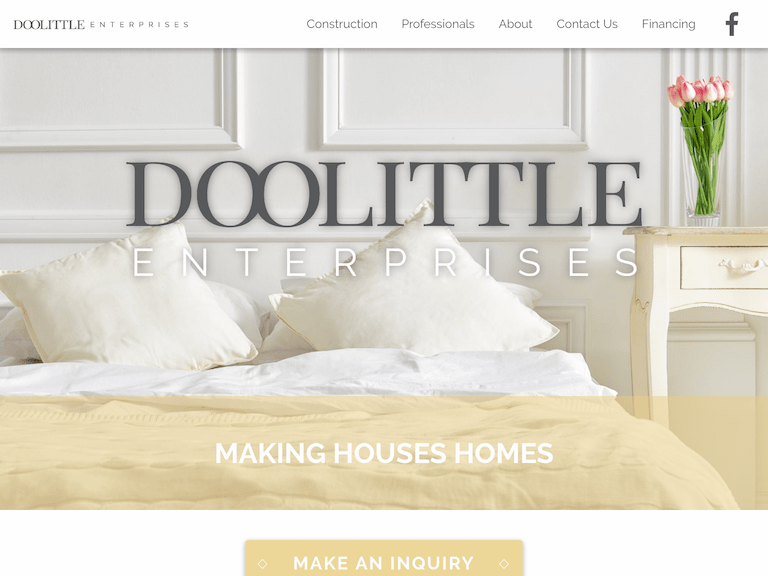 DOOLITTLE ENTERPRISES
Construction
Professionals
About
Contact Us
Financing
DOOLITTLE
ENTERPRISES
MAKING HOUSES HOMES
MAKE AN INQUIRY